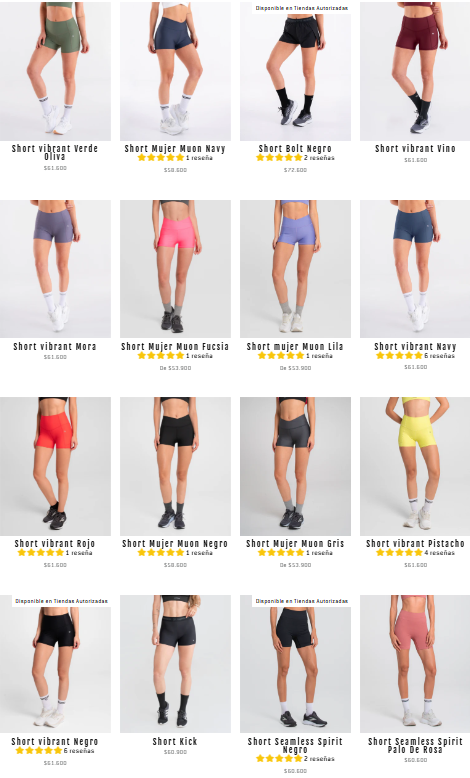 Disponible en Tiendas Autorizadas
Short vibrant Verde
Oliva
$61.600
Short Mujer Muon Navy
1 reseña
$58.600
Short Bolt Negro
2 reseñas
$72.600
Short vibrant Vino
$61.600
Short vibrant Mora
$61.600
Short Mujer Muon Fucsia
1 reseña
De $53.900
Short mujer Muon Lila
1 reseña
De $53.900
Short vibrant Navy
6 reseñas
$61.600
Short vibrant Rojo
1 reseña
$61.600
Short Mujer Muon Negro
1 reseña
$58.600
Short Mujer Muon Gris
1 reseña
De $53.900
Short vibrant Pistacho
4 reseñas
$61.600
Disponible en Tiendas Autorizadas
Disponible en Tiendas Autorizadas
Short vibrant Negro
6 reseñas
$61.600
Short Kick
$60.900
Short Seamless Spirit
Negro
2 reseñas
$60.600
Short Seamless Spirit
Palo De Rosa
$60.600